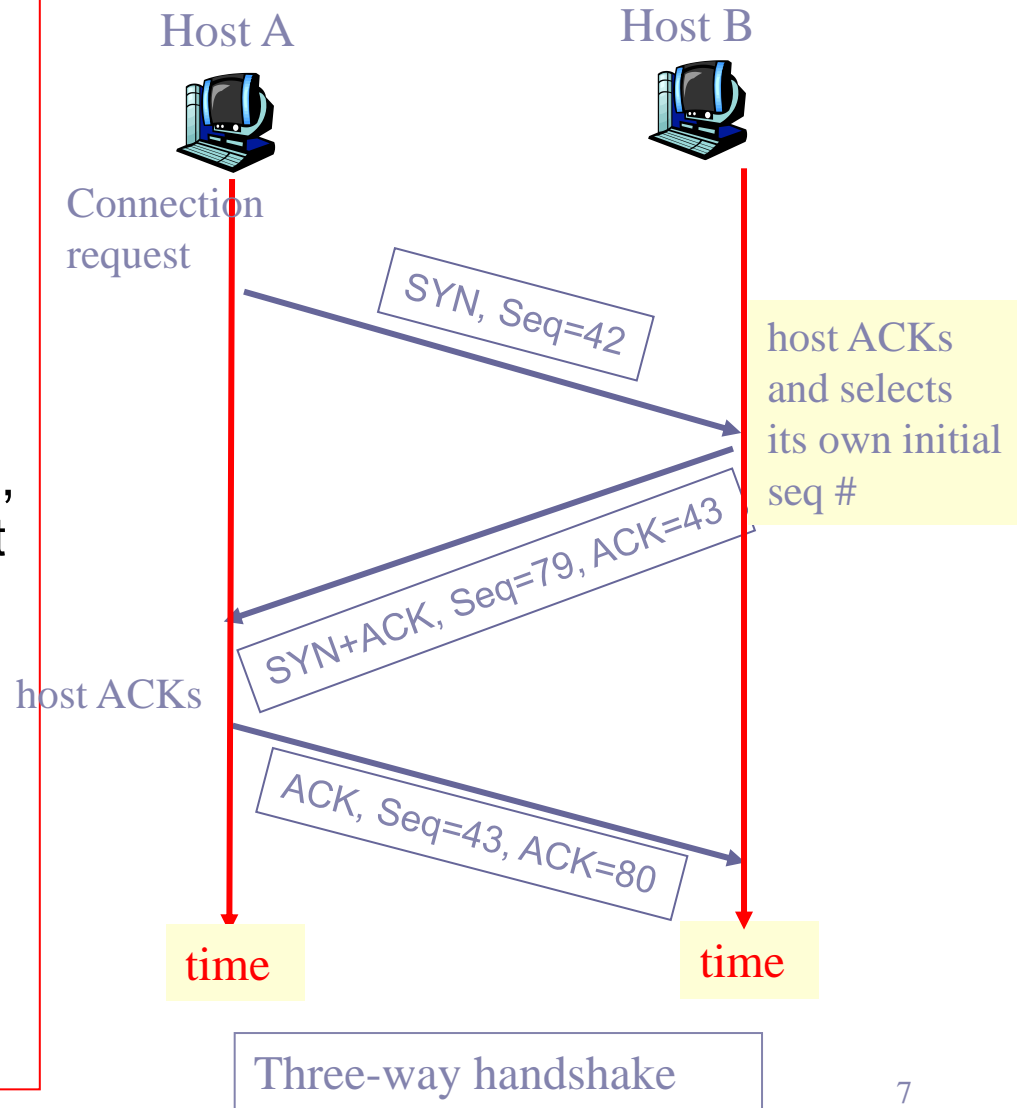 Host A
Host B
Connection
request
SYN, Seq=42
host ACKs
and selects
its own initial
seq #
SYN+ACK, Seq=79, ACK=43
,
t
host ACKs
ACK, Seq=43, ACK=80
time
time
Three-way handshake
7